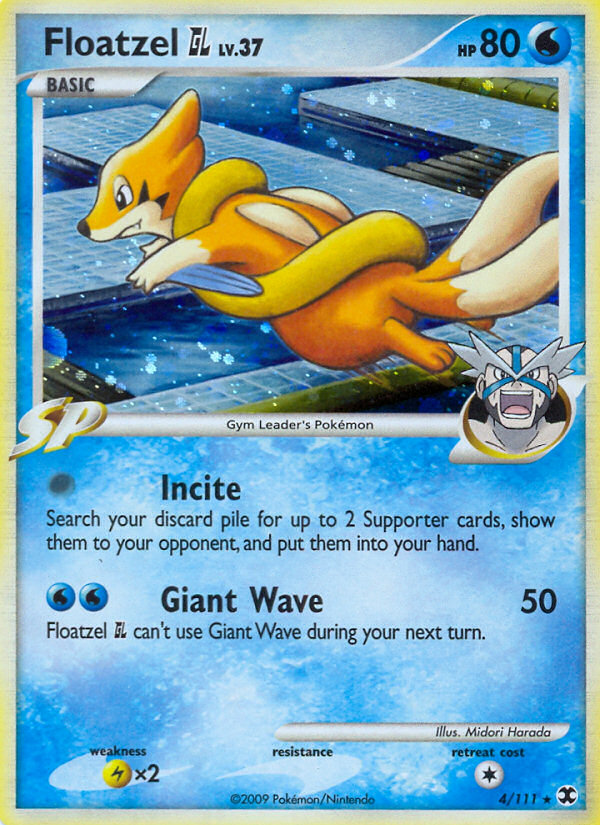 Floatzel GL LV.37
HP 80
BASIC
SP
Gym Leader's Pokémon
Incite
Search your discard pile for up to 2 Supporter cards, show
them to your opponent, and put them into your hand.
Giant Wave 50
Floatzel GL can't use Giant Wave during your next turn.
Illus. Midori Harada
weakness resistance retreat cost
×2
©2009 Pokémon/Nintendo 4/111 ★